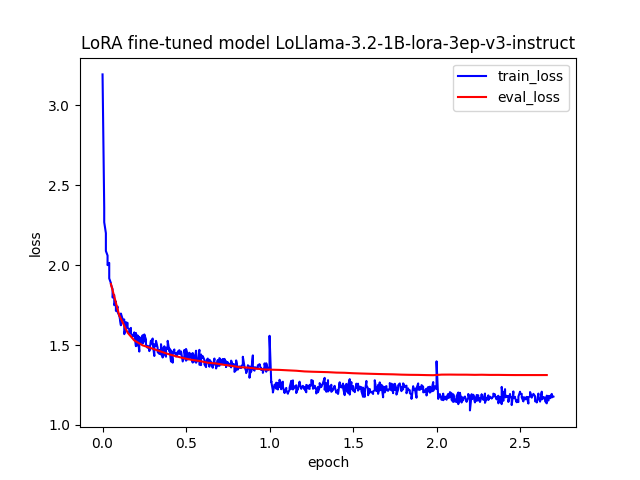 LoRA fine-tuned model LoLlama-3.2-1B-lora-3ep-v3-instruct
train_loss
eval_loss
loss
3.0
2.5
2.0
1.5
1.0
0.0 0.5 1.0 1.5 2.0 2.5
epoch